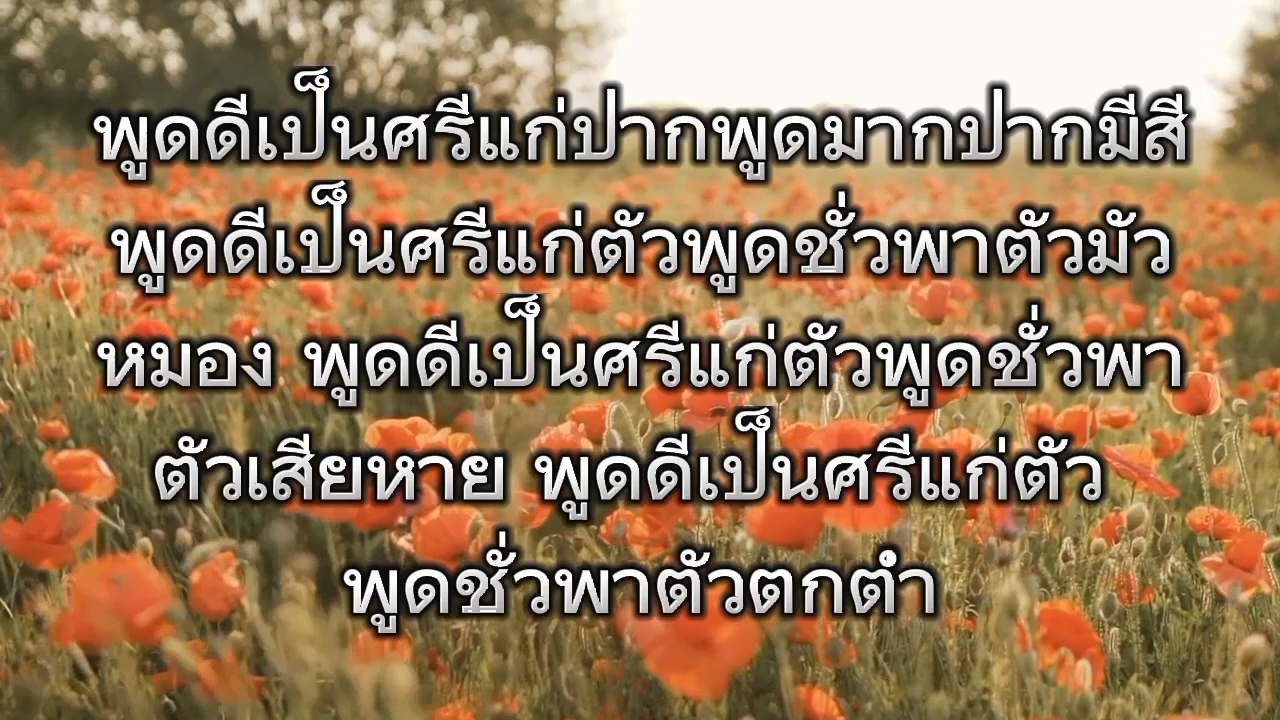 พูดดีเป็นศรีแก่ปากพูดมากปากมีสี
พูดดีเป็นศรีแก่ตัวพูดชั่วพาตัวมัว
หมอง พูดดีเป็นศรีแก่ตัวพูดชั่วพา
ตัวเสียหาย พูดดีเป็นศรีแก่ตัว
พูดชั่วพาตัวตกตำ